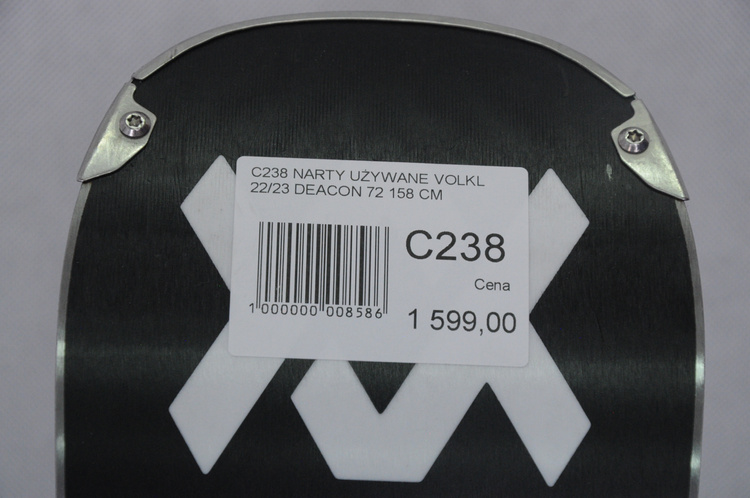 C238 NARTY UŻYWANE VOLKL
22/23 DEACON 72 158 CM
C238
Cena
1 000000 008586
1 599,00